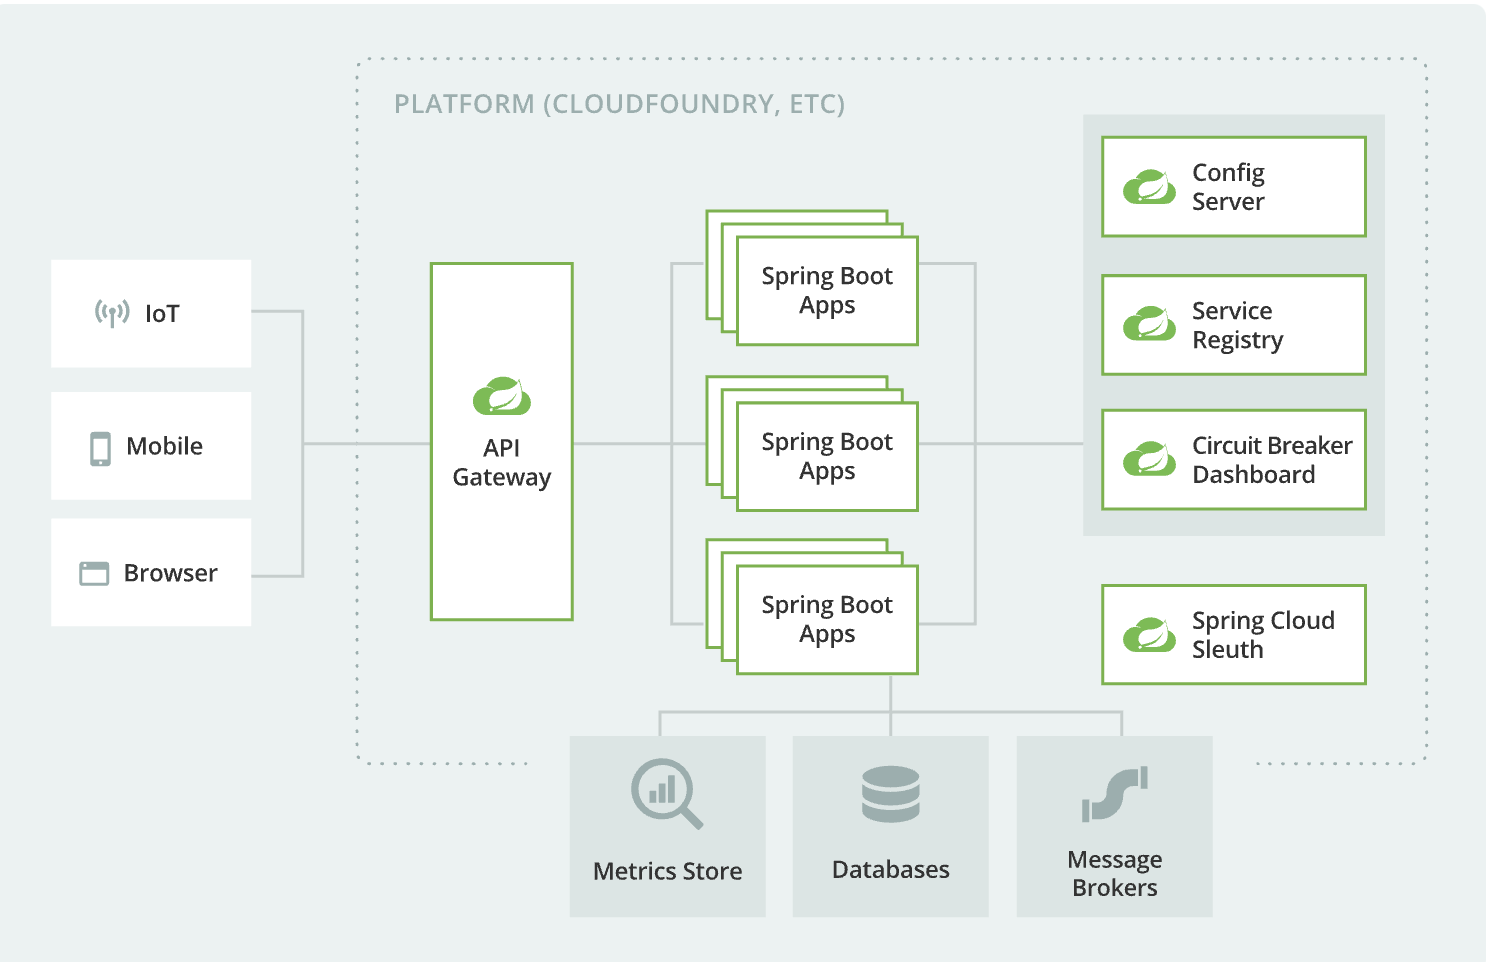 PLATFORM (CLOUDFOUNDRY, ETC)
IoT
Mobile
Browser
API
Gateway
Spring Boot
Apps
Spring Boot
Apps
Spring Boot
Apps
Config
Server
Service
Registry
Circuit Breaker
Dashboard
Spring Cloud
Sleuth
Metrics Store
Databases
Message
Brokers